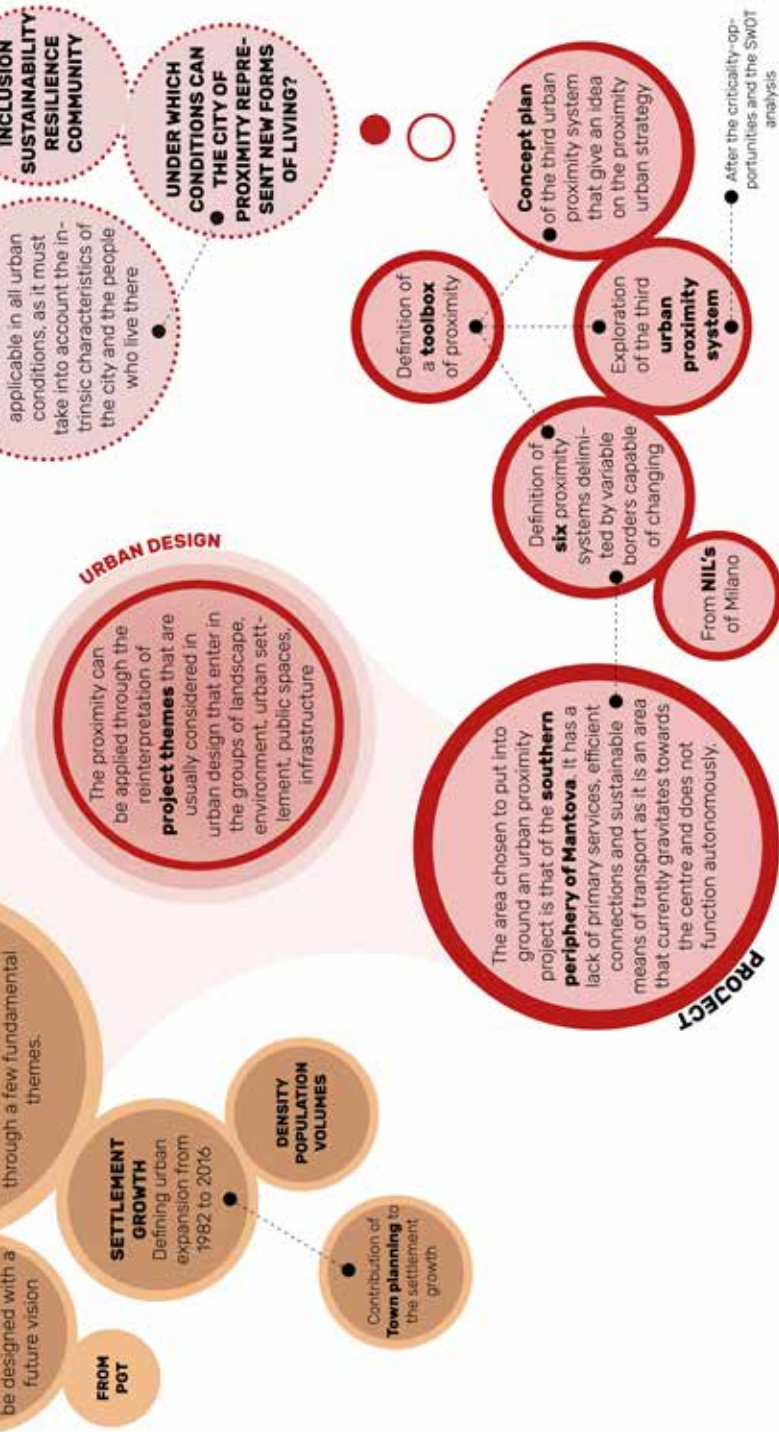 through a few fundamental
themes.
be designed with a
future vision
FROM
PGT
SETTLEMENT
GROWTH
Defining urban
expansion from
1982 to 2016
DENSITY
POPULATION
VOLUMES
Contribution of
Town planning to
the settlement
growth
URBAN DESIGN
The proximity can
be applied through the
reinterpretation of
project themes that are
usually considered in
urban design that enter in
the groups of landscape,
environment, urban sett-
lement, public spaces,
infrastructure
applicable in all urban
conditions, as it must
take into account the in-
trinsic characteristics of
the city and the people
who live there
INCLUSION
SUSTAINABILITY
RESILIENCE
COMMUNITY
UNDER WHICH
CONDITIONS CAN
THE CITY OF
PROXIMITY REPRE-
SENT NEW FORMS
OF LIVING?
PROJECT
The area chosen to put into
ground an urban proximity
project is that of the southern
periphery of Mantova. It has a
lack of primary services, efficient
connections and sustainable
means of transport as it is an area
that currently gravitates towards
the centre and does not
function autonomously.
From NIL's
of Milano
Definition of
six proximity
systems delimi-
ted by variable
borders capable
of changing
Definition of
a toolbox
of proximity
Exploration
of the third
urban
proximity
system
Concept plan
of the third urban
proximity system
that give an idea
on the proximity
urban strategy
After the criticality-op-
portunities and the SWOT
analysis